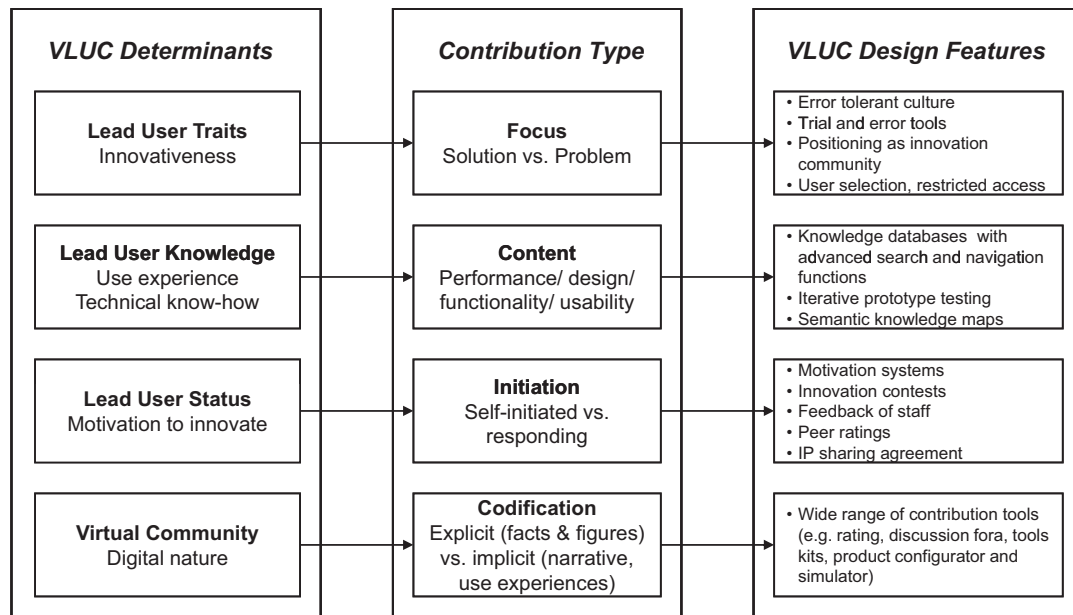 VLUC Determinants
Lead User Traits
Innovativeness
Lead User Knowledge
Use experience
Technical know-how
Lead User Status
Motivation to innovate
Virtual Community
Digital nature
Contribution Type
Focus
Solution vs. Problem
Content
Performance/ design/
functionality/ usability
Initiation
Self-initiated vs.
responding
Codification
Explicit (facts & figures)
vs. implicit (narrative,
use experiences)
VLUC Design Features
• Error tolerant culture
• Trial and error tools
• Positioning as innovation
community
• User selection, restricted access
• Knowledge databases with
advanced search and navigation
functions
• Iterative prototype testing
• Semantic knowledge maps
• Motivation systems
• Innovation contests
• Feedback of staff
• Peer ratings
• IP sharing agreement
• Wide range of contribution tools
(e.g. rating, discussion fora, tools
kits, product configurator and
simulator)